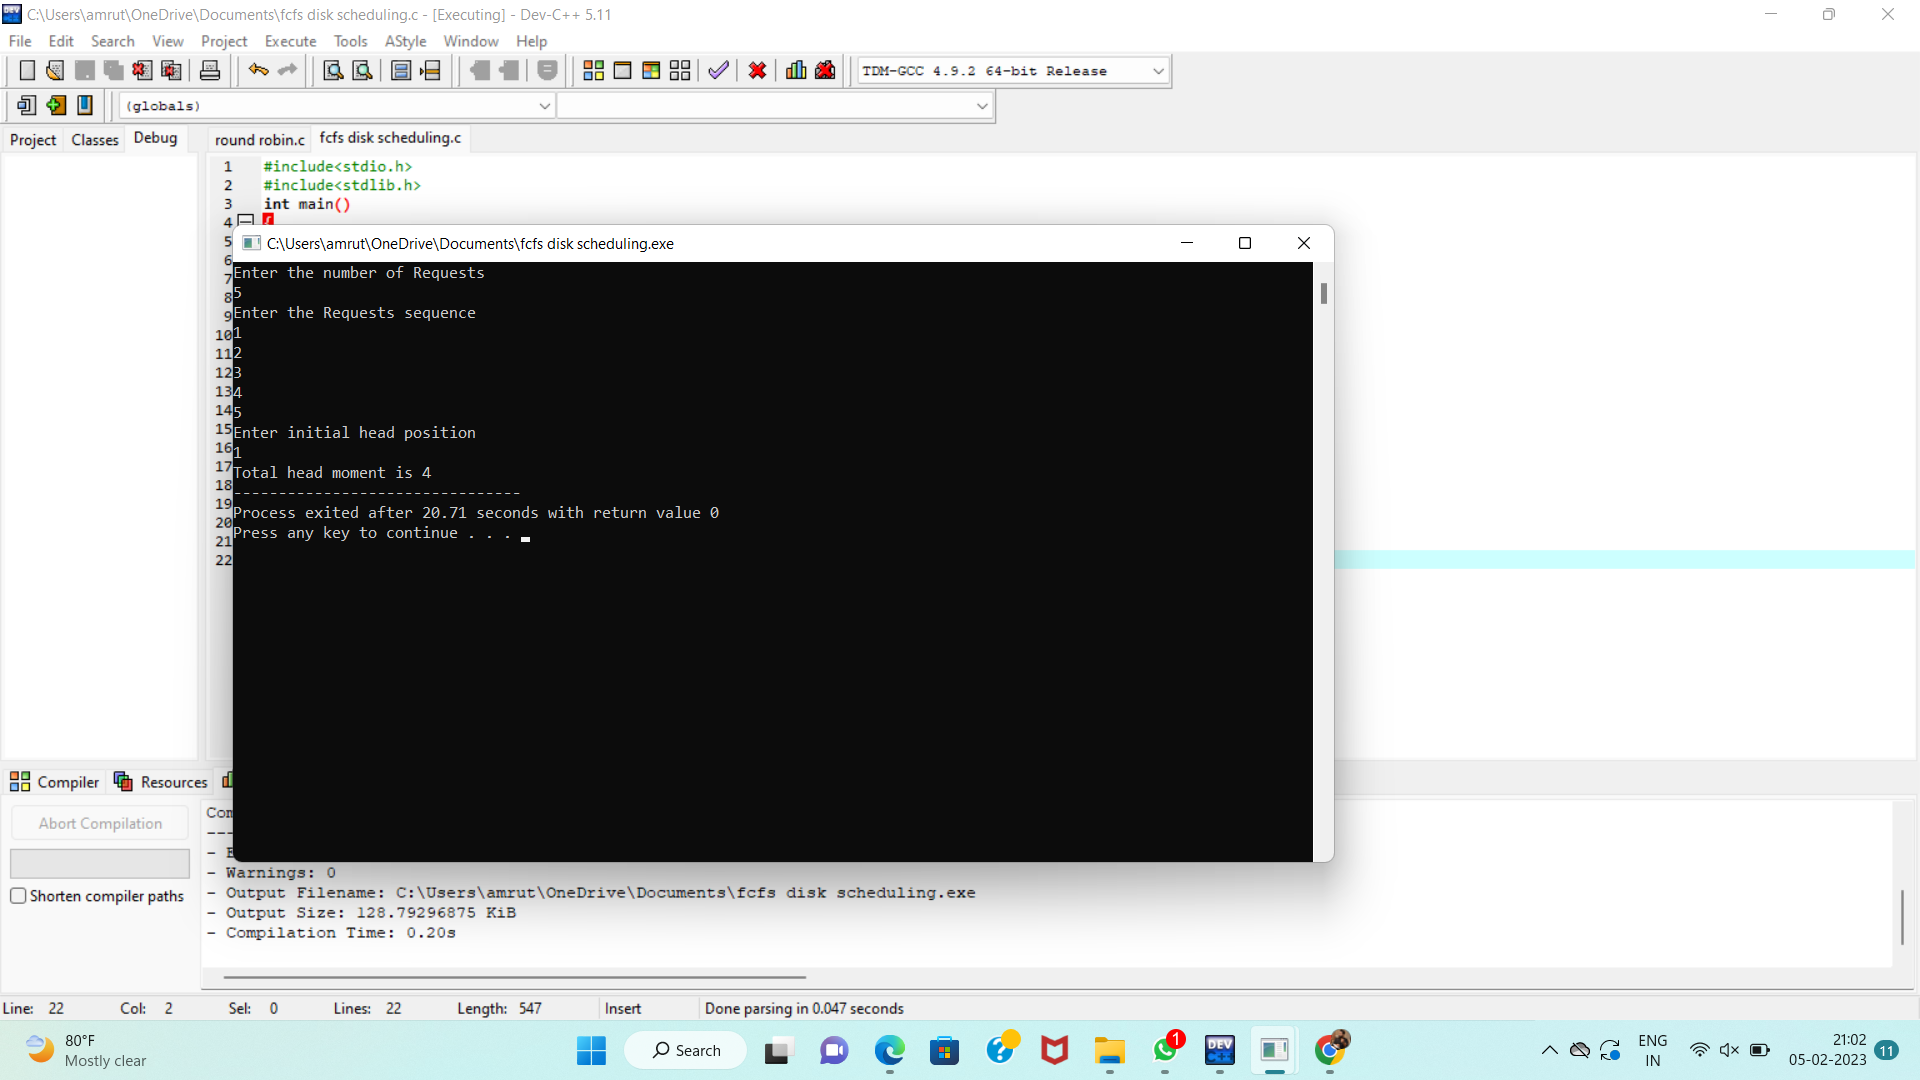 C:\Users\amrut\OneDrive\Documents\fcfs disk scheduling.c - [Executing] - Dev-C++ 5.11
File Edit Search View Project Execute Tools AStyle Window Help
TDM-GCC 4.9.2 64-bit Release
(globals)
Project Classes Debug round robin.c fcfs disk scheduling.c
1 #include<stdio.h>
2 #include<stdlib.h>
3 int main()
4 {
5
6
7
8
9
10
11
12
13
14
15
16
17
18
19
20
21
22
C:\Users\amrut\OneDrive\Documents\fcfs disk scheduling.exe
Enter the number of Requests
5
Enter the Requests sequence
1
2
3
4
5
Enter initial head position
1
Total head moment is 4
--------------------------------
Process exited after 20.71 seconds with return value 0
Press any key to continue . . .
Compiler Resources
Abort Compilation
Shorten compiler paths
- Warnings: 0
- Output Filename: C:\Users\amrut\OneDrive\Documents\fcfs disk scheduling.exe
- Output Size: 128.79296875 KiB
- Compilation Time: 0.20s
Line: 22 Col: 2 Sel: 0 Lines: 22 Length: 547 Insert Done parsing in 0.047 seconds
80°F
Mostly clear
Search
1
DEV
C++
ENG
IN
21:02
05-02-2023
11